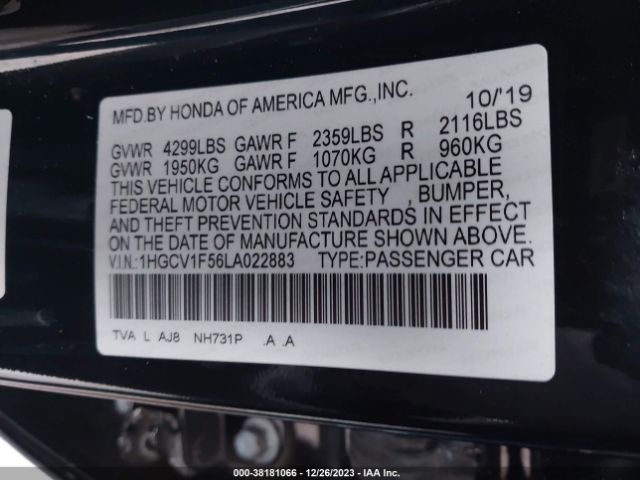 MFD.BY HONDA OF AMERICA MFG.,INC. 10/'19
GVWR 4299LBS GAWR F 2359LBS R 2116LBS
GVWR 1950KG GAWR F 1070KG R 960KG
THIS VEHICLE CONFORMS TO ALL APPLICABLE
FEDERAL MOTOR VEHICLE SAFETY , BUMPER,
AND THEFT PREVENTION STANDARDS IN EFFECT
ON THE DATE OF MANUFACTURE SHOWN ABOVE.
V.I.N.:1HGCV1F56LA022883 TYPE:PASSENGER CAR
TVA L AJ8 NH731P .A .A
000-38181066 - 12/26/2023 - IAA Inc.